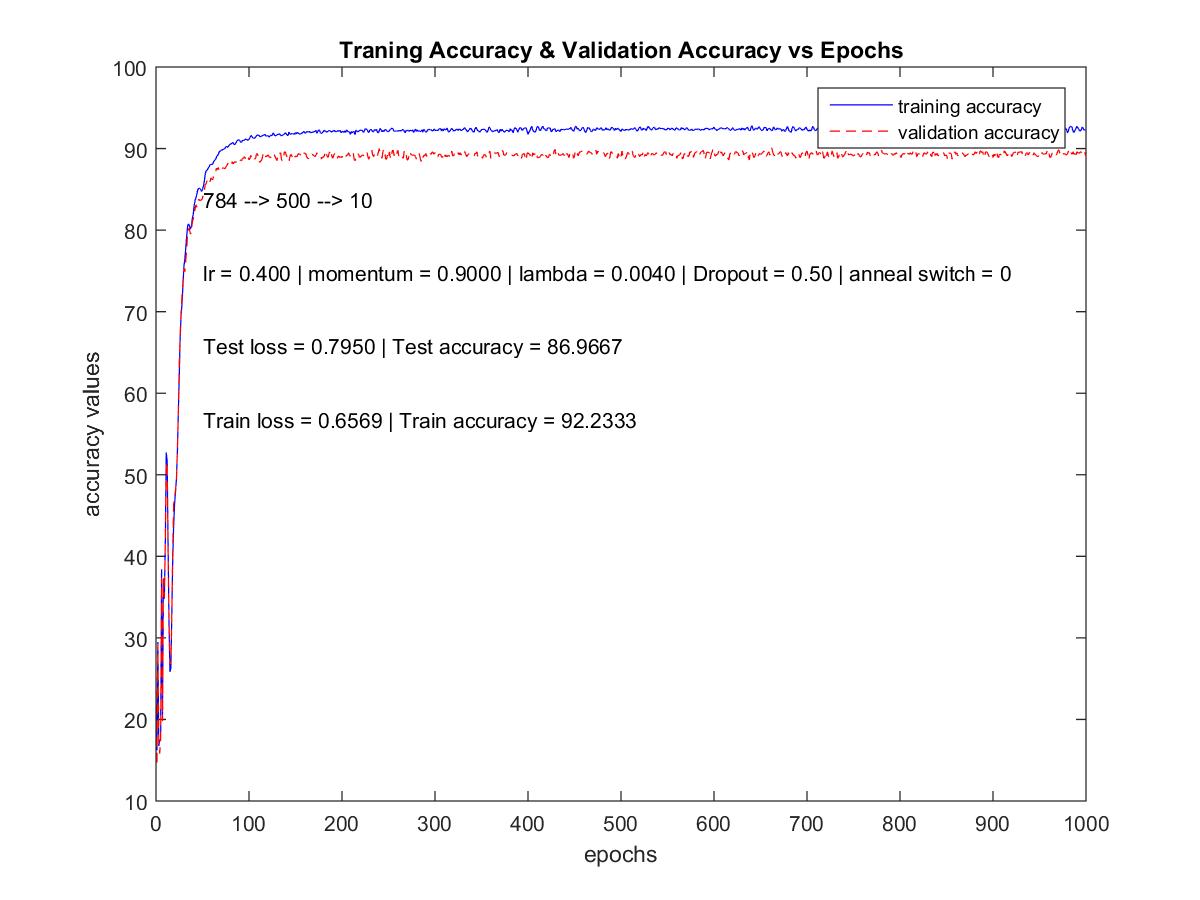 Traning Accuracy & Validation Accuracy vs Epochs
100
90
80
70
60
50
40
30
20
10
accuracy values
training accuracy
validation accuracy
784 --> 500 --> 10
lr = 0.400 | momentum = 0.9000 | lambda = 0.0040 | Dropout = 0.50 | anneal switch = 0
Test loss = 0.7950 | Test accuracy = 86.9667
Train loss = 0.6569 | Train accuracy = 92.2333
0 100 200 300 400 500 600 700 800 900 1000
epochs